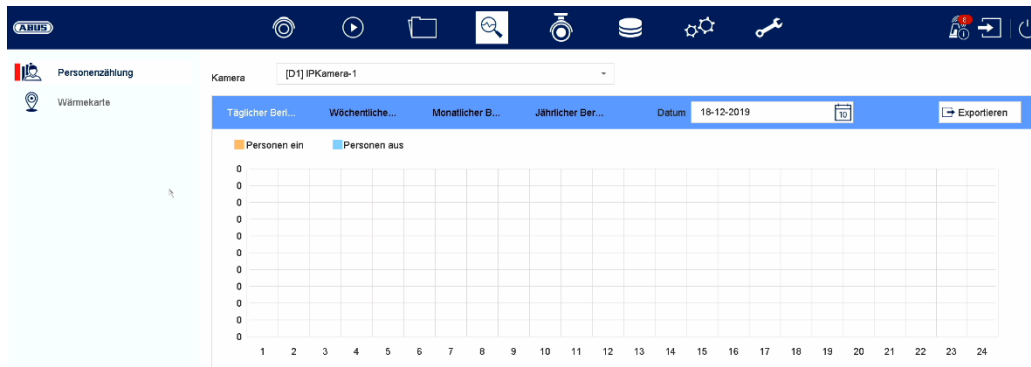 ABUS
8
Personenzählung
Wärmekarte
Kamera [D1] IPKamera-1
Täglicher Beri... Wöchentliche... Monatlicher B... Jährlicher Ber... Datum 18-12-2019 10 Exportieren
Personen ein Personen aus
0
0
0
0
0
0
0
0
0
0
0
1 2 3 4 5 6 7 8 9 10 11 12 13 14 15 16 17 18 19 20 21 22 23 24